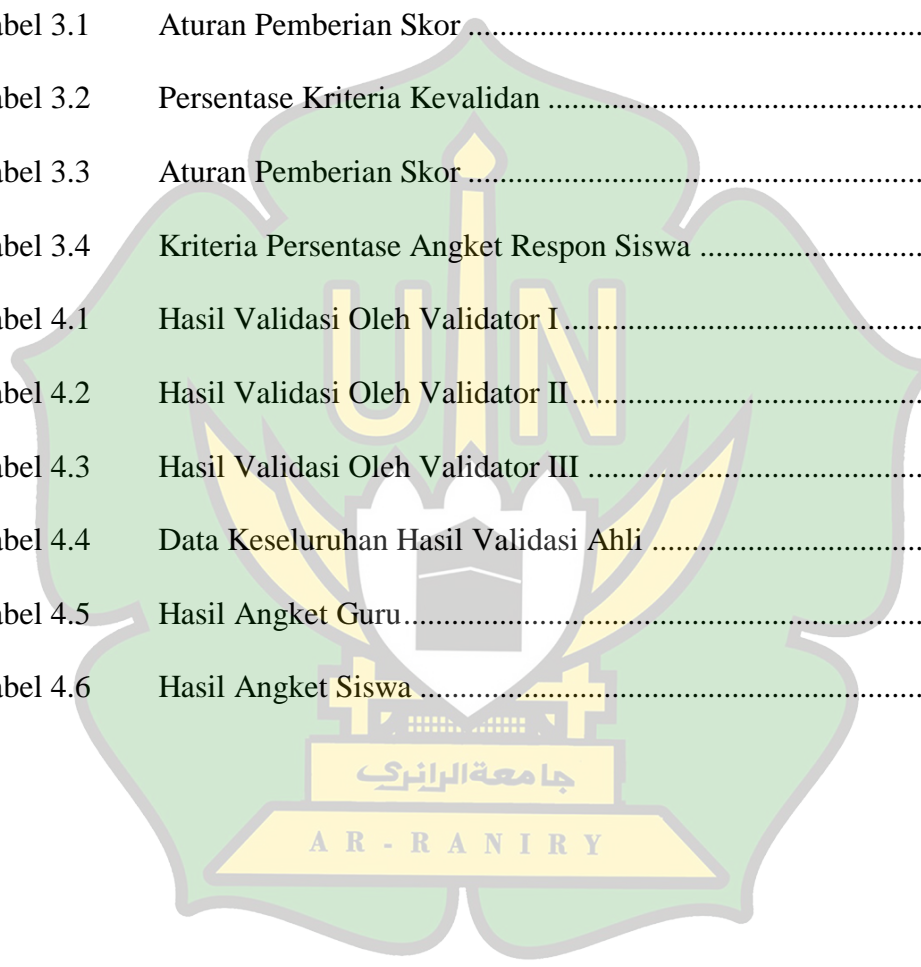 abel 3.1 Aturan Pemberian Skor ........................................................
abel 3.2 Persentase Kriteria Kevalidan ..............................................
abel 3.3 Aturan Pemberian Skor ........................................................
abel 3.4 Kriteria Persentase Angket Respon Siswa ...........................
abel 4.1 Hasil Validasi Oleh Validator I ............................................
abel 4.2 Hasil Validasi Oleh Validator II ...........................................
abel 4.3 Hasil Validasi Oleh Validator III .........................................
abel 4.4 Data Keseluruhan Hasil Validasi Ahli .................................
abel 4.5 Hasil Angket Guru ................................................................
abel 4.6 Hasil Angket Siswa ..............................................................
UIN
جامعة الرانري
AR-RANIRY